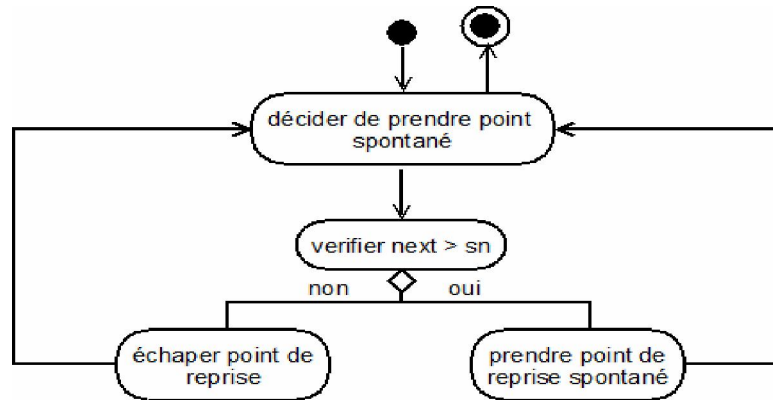 décider de prendre point
spontané
verifier next > sn
non
oui
échaper point de
reprise
prendre point de
reprise spontané